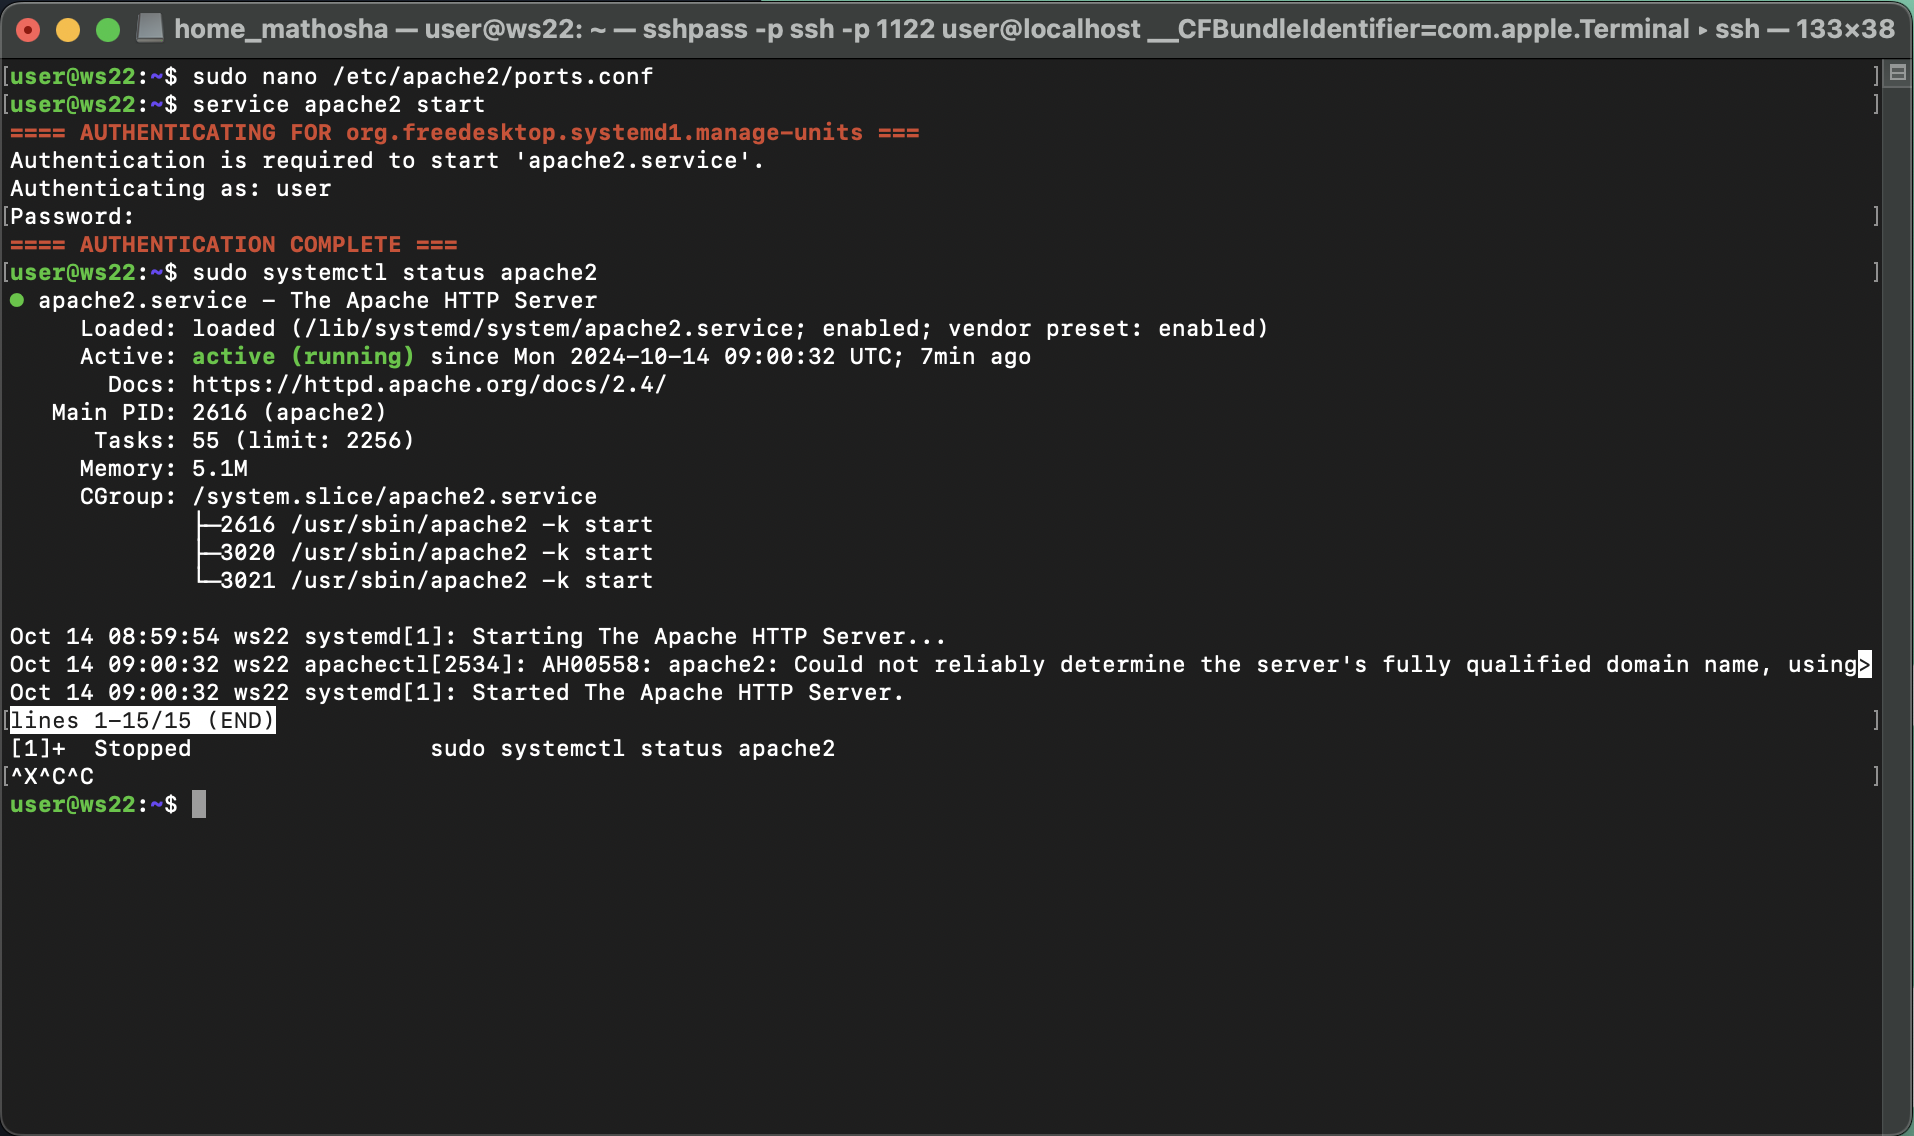 home_mathosha — user@ws22: ~ — sshpass -p ssh -p 1122 user@localhost __CFBundleIdentifier=com.apple.Terminal ▸ ssh — 133×38
[user@ws22:~$ sudo nano /etc/apache2/ports.conf ]
[user@ws22:~$ service apache2 start ]
==== AUTHENTICATING FOR org.freedesktop.systemd1.manage-units ===
Authentication is required to start 'apache2.service'.
Authenticating as: user
[Password: ]
==== AUTHENTICATION COMPLETE ===
[user@ws22:~$ sudo systemctl status apache2 ]
● apache2.service - The Apache HTTP Server
     Loaded: loaded (/lib/systemd/system/apache2.service; enabled; vendor preset: enabled)
     Active: active (running) since Mon 2024-10-14 09:00:32 UTC; 7min ago
       Docs: https://httpd.apache.org/docs/2.4/
   Main PID: 2616 (apache2)
      Tasks: 55 (limit: 2256)
     Memory: 5.1M
     CGroup: /system.slice/apache2.service
             ├─2616 /usr/sbin/apache2 -k start
             ├─3020 /usr/sbin/apache2 -k start
             └─3021 /usr/sbin/apache2 -k start
Oct 14 08:59:54 ws22 systemd[1]: Starting The Apache HTTP Server...
Oct 14 09:00:32 ws22 apachectl[2534]: AH00558: apache2: Could not reliably determine the server's fully qualified domain name, using>
Oct 14 09:00:32 ws22 systemd[1]: Started The Apache HTTP Server.
[lines 1-15/15 (END) ]
[1]+  Stopped                 sudo systemctl status apache2
[^X^C^C ]
user@ws22:~$